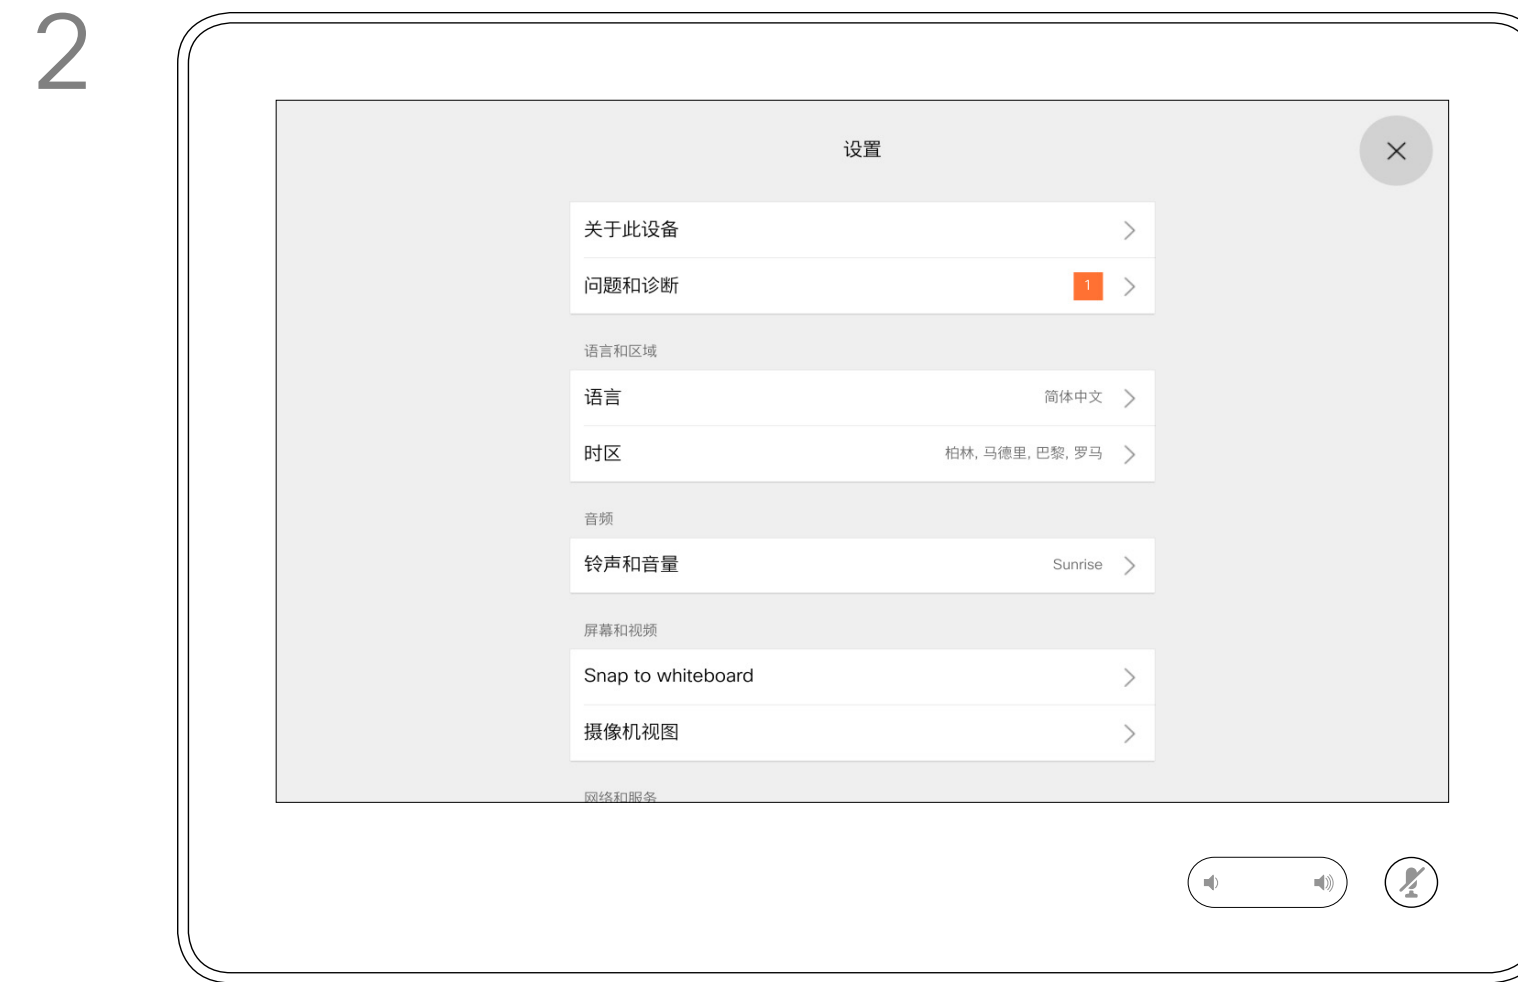 2
设置
关于此设备
问题和诊断 1
语言和区域
语言 简体中文
时区 柏林, 马德里, 巴黎, 罗马
音频
铃声和音量 Sunrise
屏幕和视频
Snap to whiteboard
摄像机视图
网络和服务